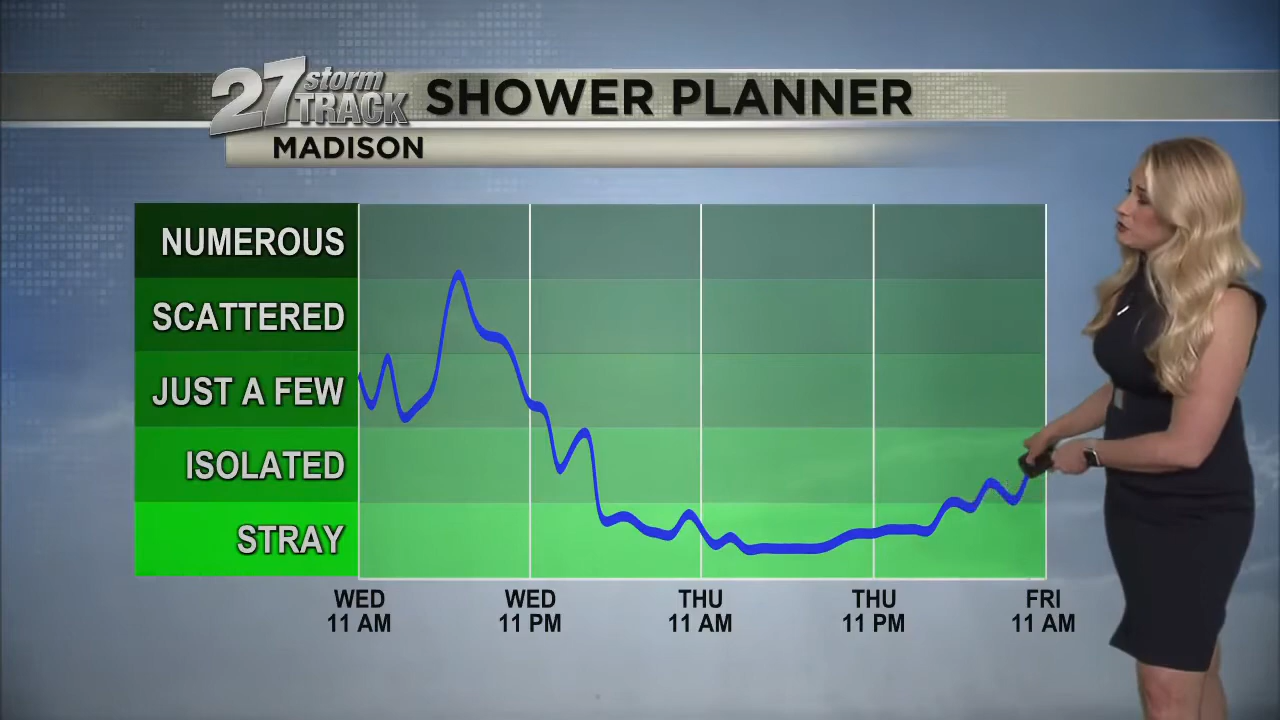 27 storm TRACK SHOWER PLANNER
MADISON
NUMEROUS
SCATTERED
JUST A FEW
ISOLATED
STRAY
WED WED THU THU FRI
11 AM 11 PM 11 AM 11 PM 11 AM